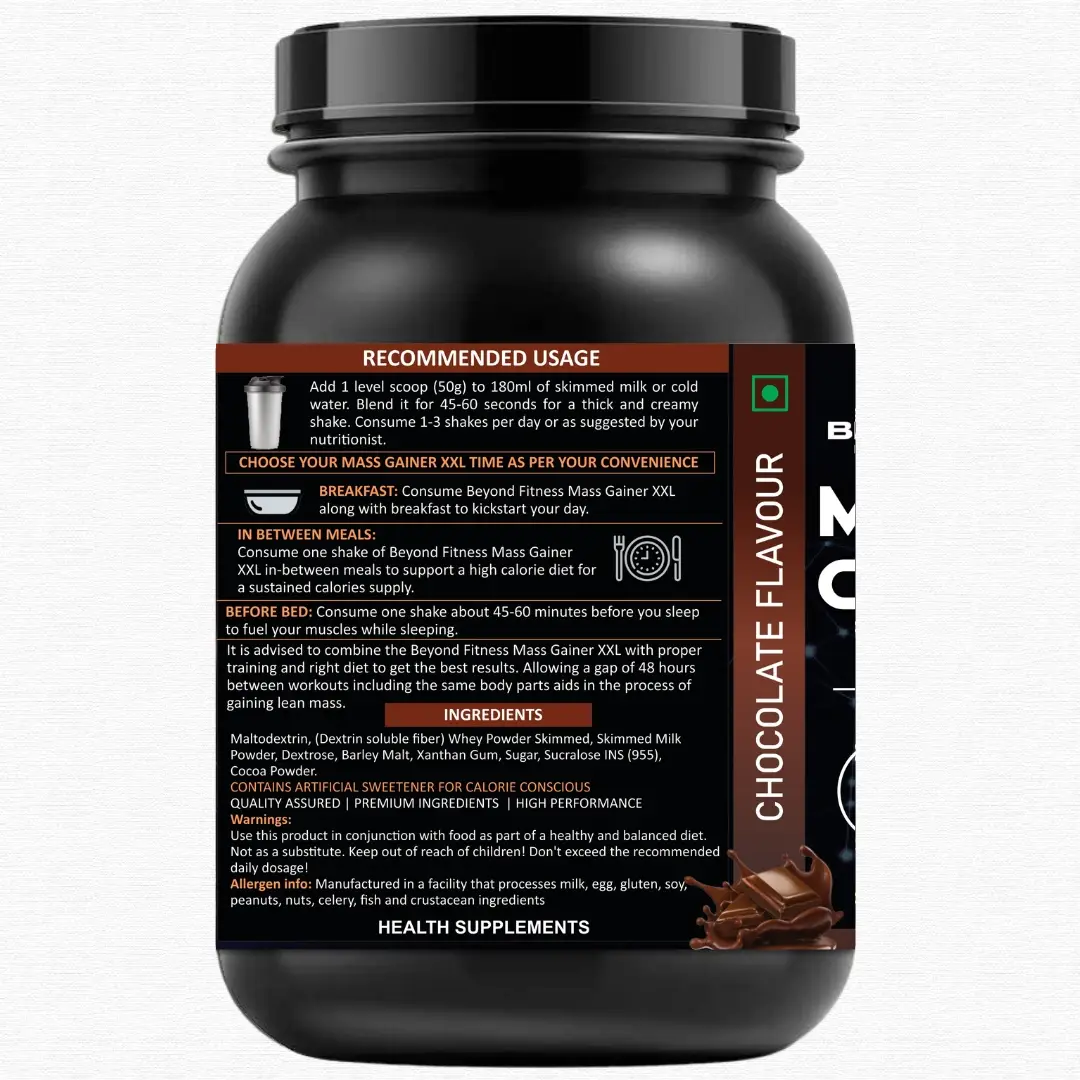 RECOMMENDED USAGE
Add 1 level scoop (50g) to 180ml of skimmed milk or cold
water. Blend it for 45-60 seconds for a thick and creamy
shake. Consume 1-3 shakes per day or as suggested by your
nutritionist.
CHOOSE YOUR MASS GAINER XXL TIME AS PER YOUR CONVENIENCE
BREAKFAST: Consume Beyond Fitness Mass Gainer XXL
along with breakfast to kickstart your day.
IN BETWEEN MEALS:
Consume one shake of Beyond Fitness Mass Gainer
XXL in-between meals to support a high calorie diet for
a sustained calories supply.
BEFORE BED: Consume one shake about 45-60 minutes before you sleep
to fuel your muscles while sleeping.
It is advised to combine the Beyond Fitness Mass Gainer XXL with proper
training and right diet to get the best results. Allowing a gap of 48 hours
between workouts including the same body parts aids in the process of
gaining lean mass.
INGREDIENTS
Maltodextrin, (Dextrin soluble fiber) Whey Powder Skimmed, Skimmed Milk
Powder, Dextrose, Barley Malt, Xanthan Gum, Sugar, Sucralose INS (955),
Cocoa Powder.
CONTAINS ARTIFICIAL SWEETENER FOR CALORIE CONSCIOUS
QUALITY ASSURED | PREMIUM INGREDIENTS | HIGH PERFORMANCE
Warnings:
Use this product in conjunction with food as part of a healthy and balanced diet.
Not as a substitute. Keep out of reach of children! Don't exceed the recommended
daily dosage!
Allergen info: Manufactured in a facility that processes milk, egg, gluten, soy,
peanuts, nuts, celery, fish and crustacean ingredients
HEALTH SUPPLEMENTS
CHOCOLATE FLAVOUR